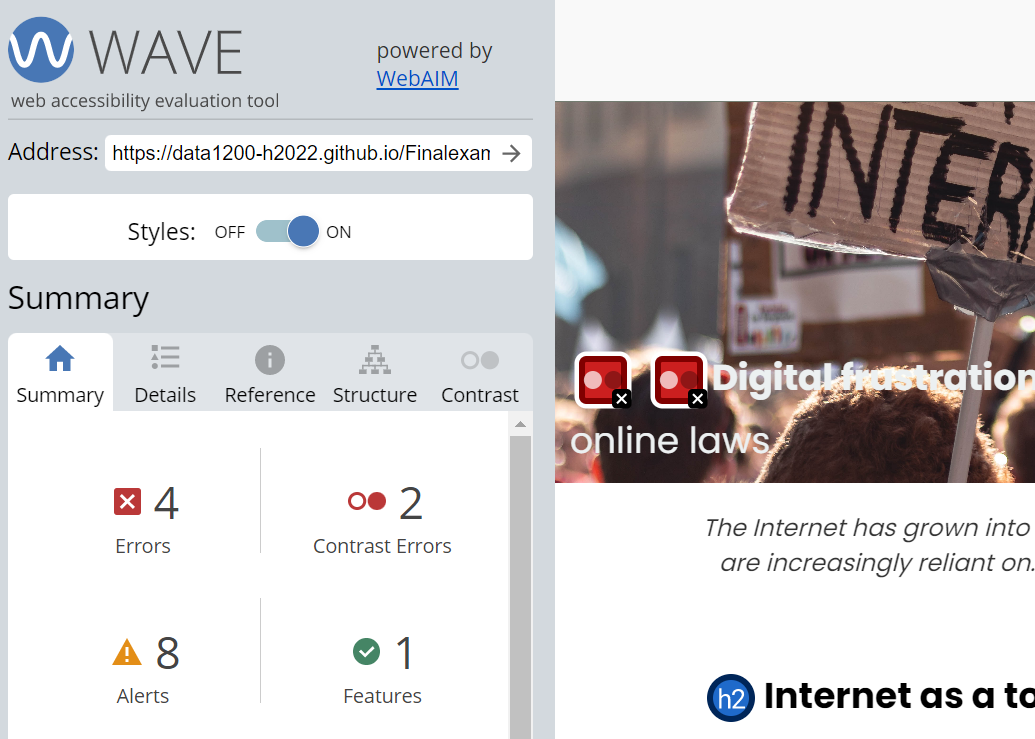 WAVE
powered by
WebAIM
web accessibility evaluation tool
Address: https://data1200-h2022.github.io/Finalexan
Styles: OFF ON
Summary
Summary Details Reference Structure Contrast
4
Errors
2
Contrast Errors
8
Alerts
1
Features
INTER
Digital frastration
online laws
The Internet has grown into
are increasingly reliant on.
h2 Internet as a to